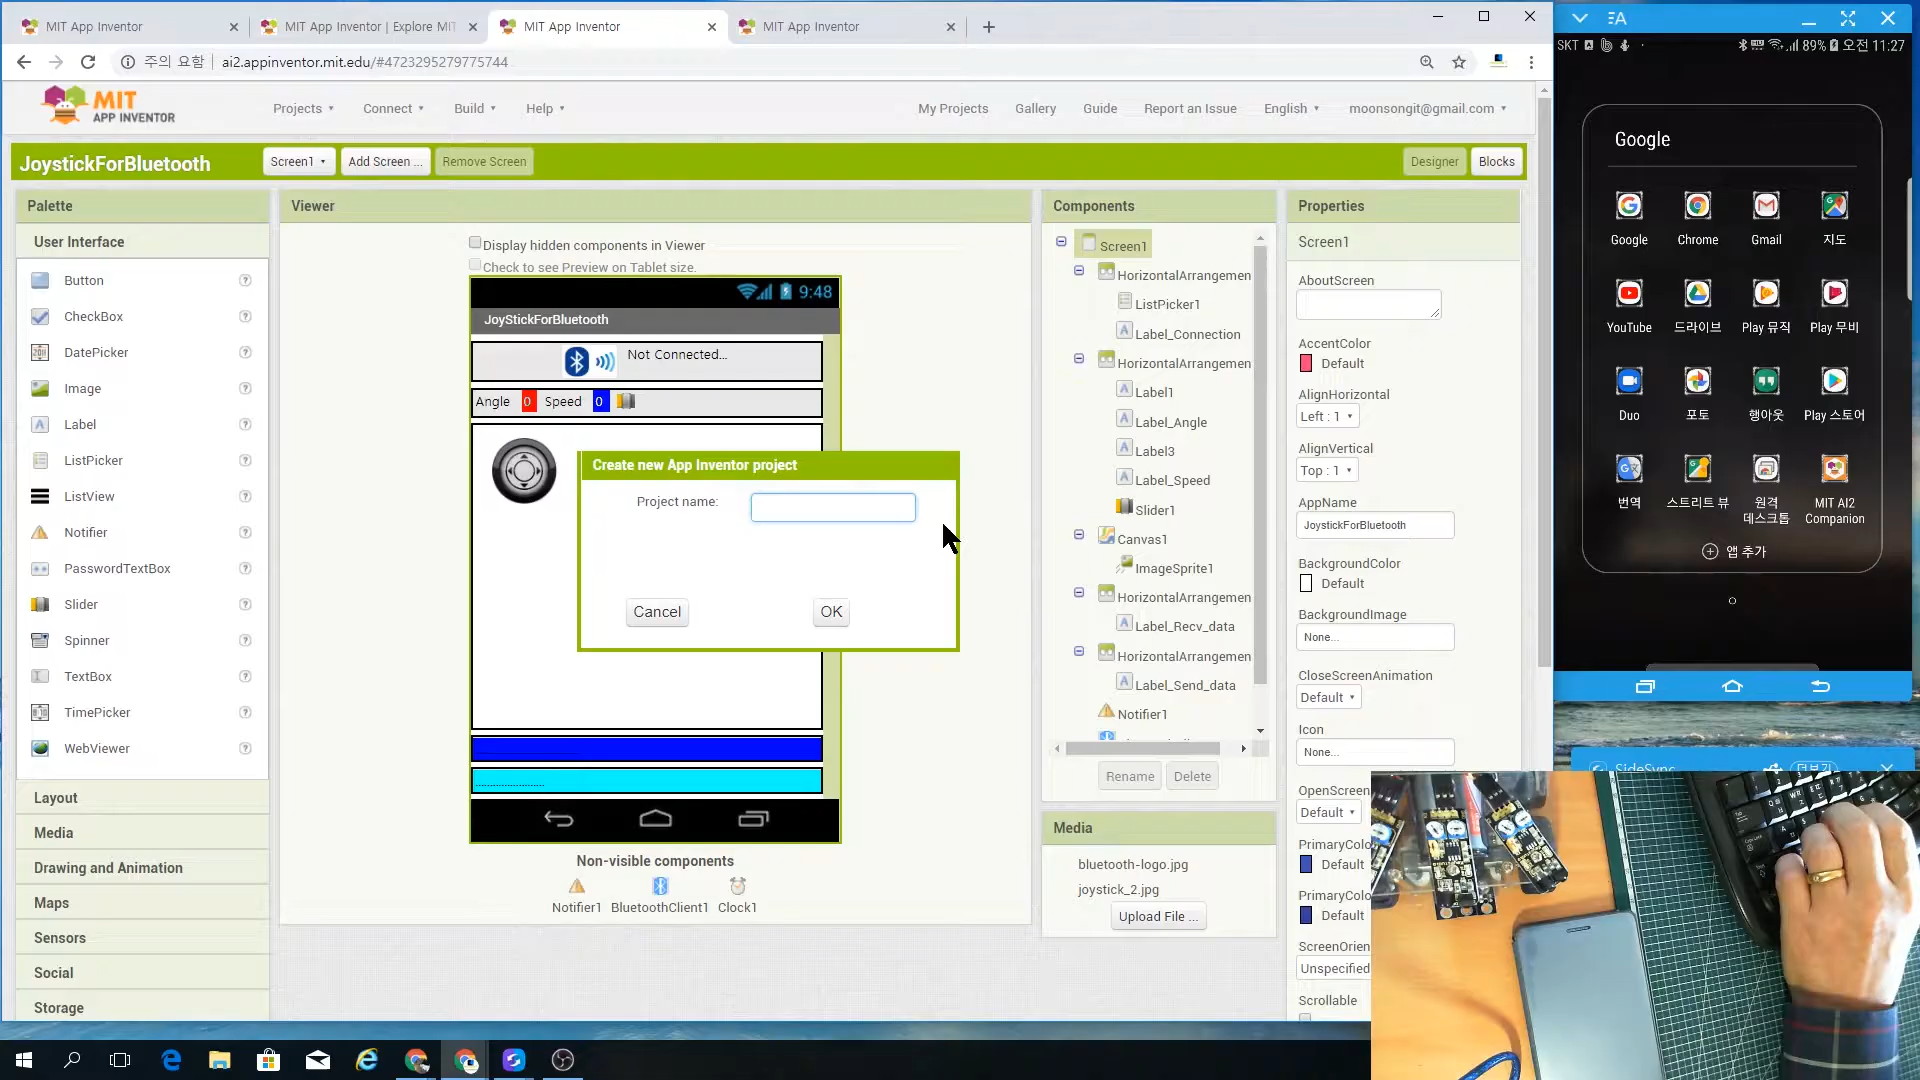 MIT App Inventor
MIT App Inventor | Explore MIT
MIT App Inventor
MIT App Inventor
주의 요함
ai2.appinventor.mit.edu/#4723295279775744
MIT
APP INVENTOR
Projects
Connect
Build
Help
My Projects
Gallery
Guide
Report an Issue
English
moonsongit@gmail.com
JoystickForBluetooth
Screen1
Add Screen ...
Remove Screen
Designer
Blocks
Palette
User Interface
Button
CheckBox
DatePicker
Image
Label
ListPicker
ListView
Notifier
PasswordTextBox
Slider
Spinner
TextBox
TimePicker
WebViewer
Layout
Media
Drawing and Animation
Maps
Sensors
Social
Storage
Viewer
Display hidden components in Viewer
Check to see Preview on Tablet size.
9:48
JoyStickForBluetooth
Not Connected...
Angle 0 Speed 0
Create new App Inventor project
Project name:
Cancel
OK
Non-visible components
Notifier1
BluetoothClient1
Clock1
Components
Screen1
HorizontalArrangemen
ListPicker1
Label_Connection
HorizontalArrangemen
Label1
Label_Angle
Label3
Label_Speed
Slider1
Canvas1
ImageSprite1
HorizontalArrangemen
Label_Recv_data
HorizontalArrangemen
Label_Send_data
Notifier1
Rename
Delete
Media
bluetooth-logo.jpg
joystick_2.jpg
Upload File ...
Properties
Screen1
AboutScreen
AccentColor
Default
AlignHorizontal
Left : 1
AlignVertical
Top : 1
AppName
JoystickForBluetooth
BackgroundColor
Default
BackgroundImage
None...
CloseScreenAnimation
Default
Icon
None...
OpenScreen
Default
PrimaryColo
Default
PrimaryColo
Default
ScreenOrien
Unspecified
Scrollable
SKT
89%
오전 11:27
Google
Google
Chrome
Gmail
지도
YouTube
드라이브
Play 뮤직
Play 무비
Duo
포토
행아웃
Play 스토어
번역
스트리트 뷰
원격
데스크톱
MIT AI2
Companion
앱 추가
SideSync
더보기